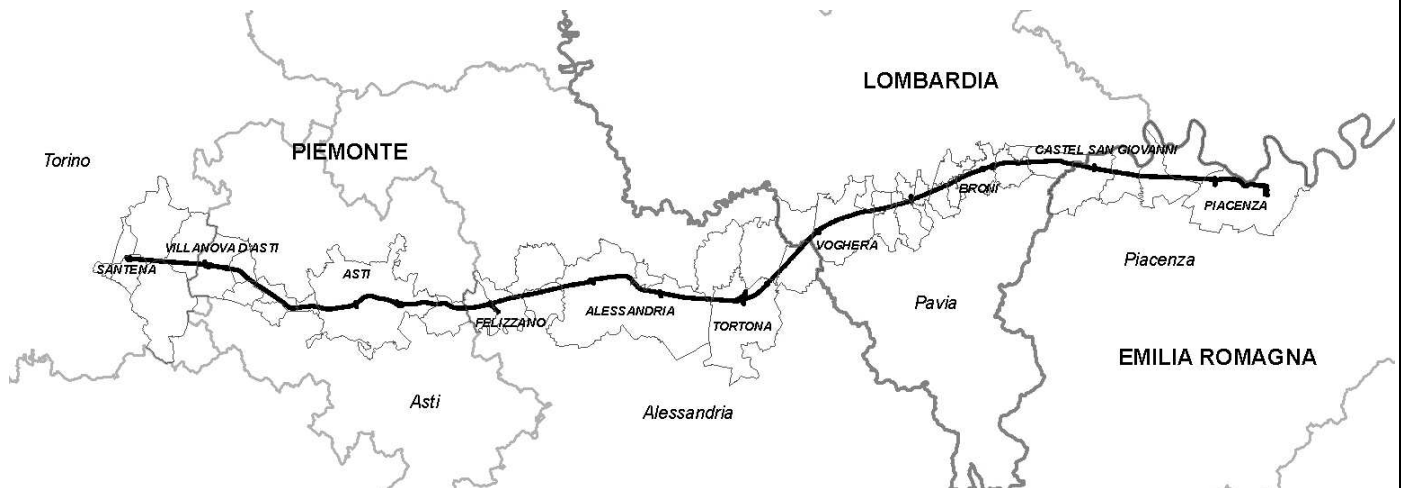 LOMBARDIA
PIEMONTE
Torino
CASTEL SAN GIOVANNI
BRONI
PIACENZA
VILLANOVA D'ASTI
VOGHERA
SANTENA
ASTI
Piacenza
Pavia
ALESSANDRIA
FELIZZANO
TORTONA
EMILIA ROMAGNA
Asti
Alessandria